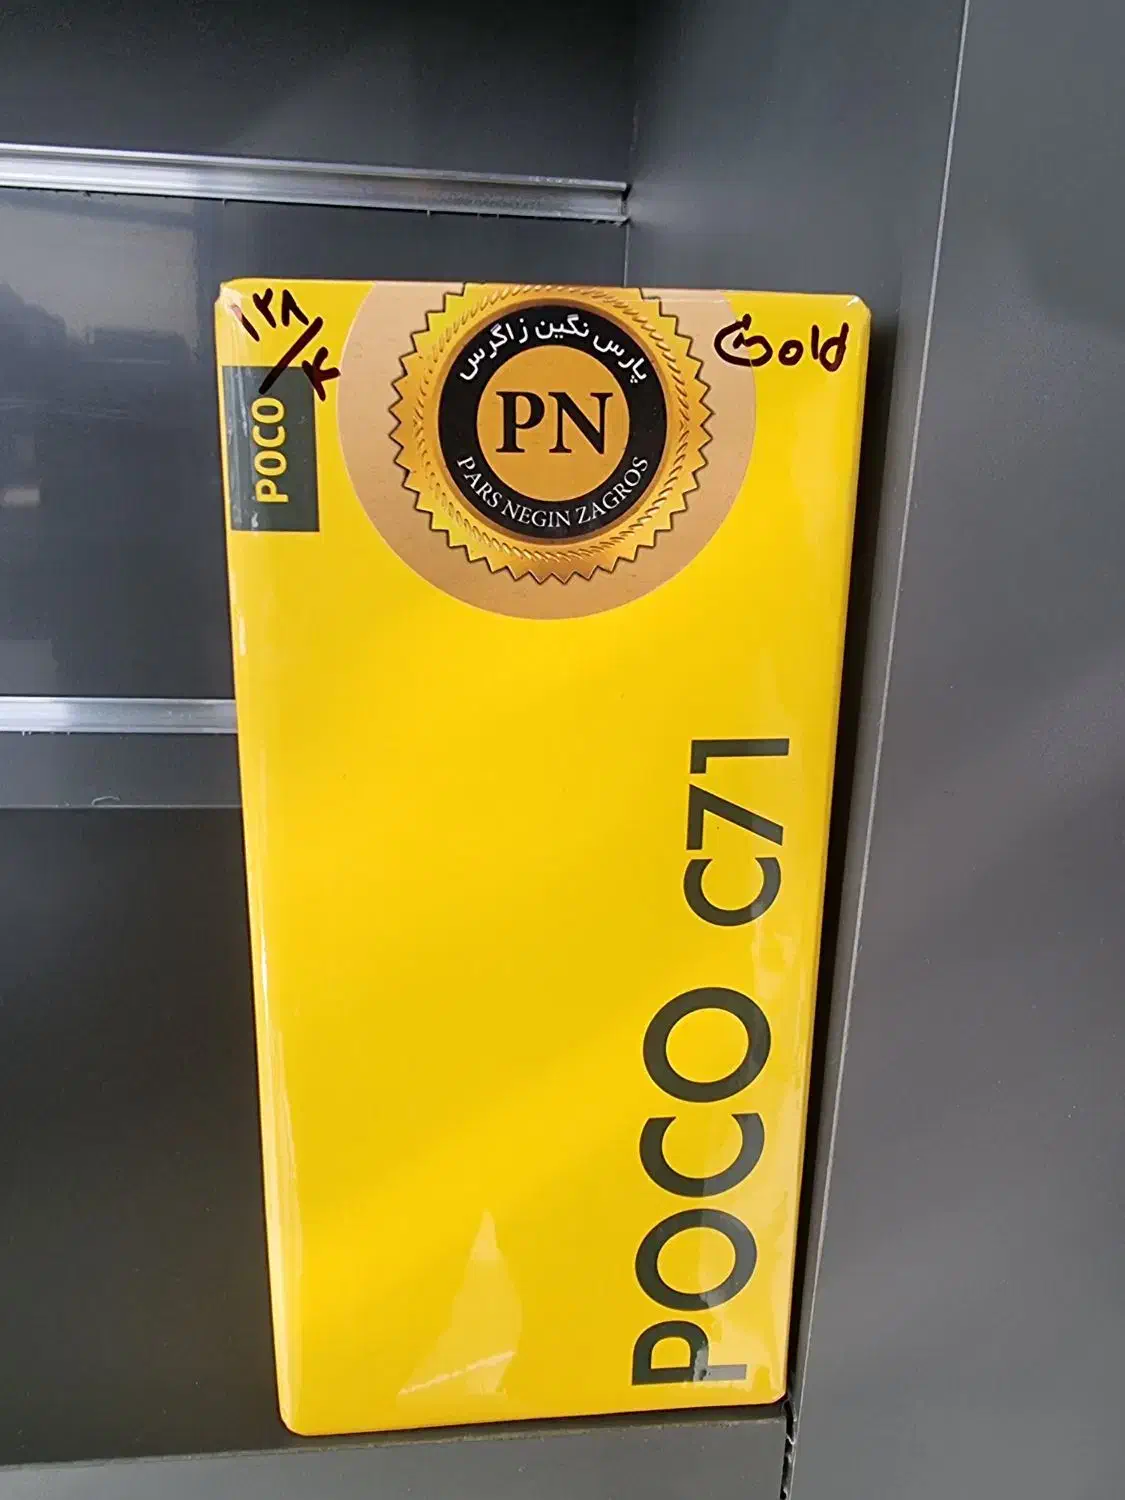 ۱۲۸/۴
Gold
POCO
پارس نگین زاگرس
PN
PARS NEGIN ZAGROS
POCO C71